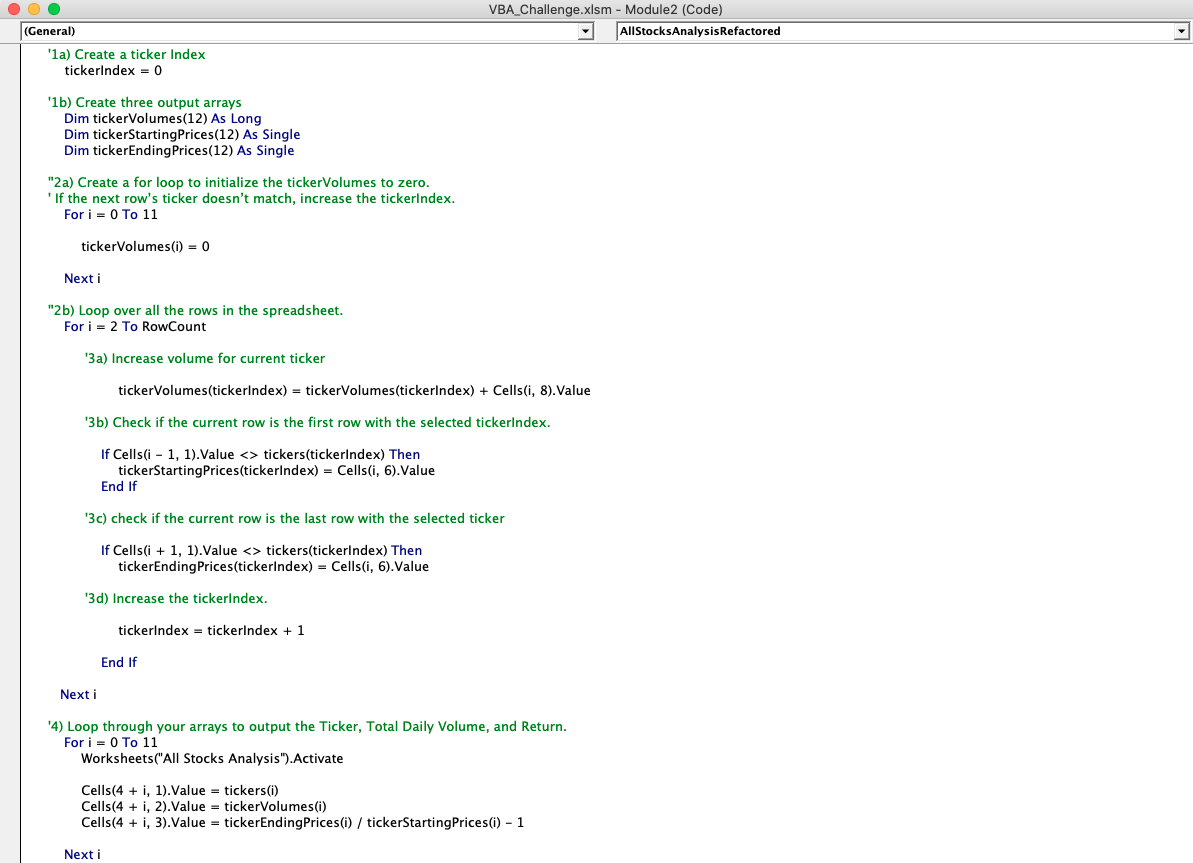 VBA_Challenge.xlsm - Module2 (Code)
(General)
AllStocksAnalysisRefactored
'1a) Create a ticker Index
tickerIndex = 0
'1b) Create three output arrays
Dim tickerVolumes(12) As Long
Dim tickerStartingPrices(12) As Single
Dim tickerEndingPrices(12) As Single
''2a) Create a for loop to initialize the tickerVolumes to zero.
' If the next row’s ticker doesn’t match, increase the tickerIndex.
For i = 0 To 11
tickerVolumes(i) = 0
Next i
''2b) Loop over all the rows in the spreadsheet.
For i = 2 To RowCount
'3a) Increase volume for current ticker
tickerVolumes(tickerIndex) = tickerVolumes(tickerIndex) + Cells(i, 8).Value
'3b) Check if the current row is the first row with the selected tickerIndex.
If Cells(i - 1, 1).Value <> tickers(tickerIndex) Then
tickerStartingPrices(tickerIndex) = Cells(i, 6).Value
End If
'3c) check if the current row is the last row with the selected ticker
If Cells(i + 1, 1).Value <> tickers(tickerIndex) Then
tickerEndingPrices(tickerIndex) = Cells(i, 6).Value
'3d) Increase the tickerIndex.
tickerIndex = tickerIndex + 1
End If
Next i
'4) Loop through your arrays to output the Ticker, Total Daily Volume, and Return.
For i = 0 To 11
Worksheets("All Stocks Analysis").Activate
Cells(4 + i, 1).Value = tickers(i)
Cells(4 + i, 2).Value = tickerVolumes(i)
Cells(4 + i, 3).Value = tickerEndingPrices(i) / tickerStartingPrices(i) - 1
Next i